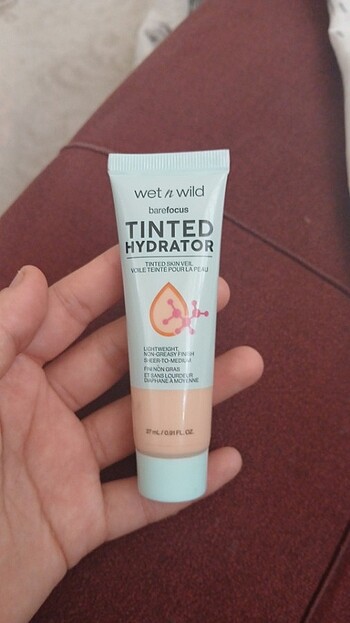 wet n wild
barefocus
TINTED
HYDRATOR
TINTED SKIN VEIL
VOILE TEINTÉ POUR LA PEAU
LIGHTWEIGHT,
NON-GREASY FINISH
SHEER-TO-MEDIUM
FINI NON GRAS
ET SANS LOURDEUR
DIAPHANE À MOYENNE
27 mL / 0.91 FL. OZ.